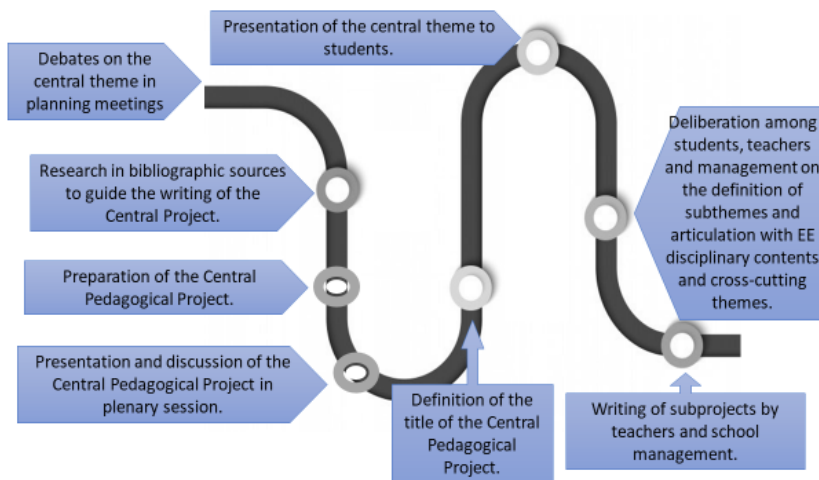 Debates on the
central theme in
planning meetings
Research in bibliographic sources
to guide the writing of the
Central Project.
Preparation of the Central
Pedagogical Project.
Presentation and discussion of the
Central Pedagogical Project in
plenary session.
Definition of the
title of the Central
Pedagogical
Project.
Presentation of the central theme to
students.
Deliberation among
students, teachers
and management on
the definition of
subthemes and
articulation with EE
disciplinary contents
and cross-cutting
themes.
Writing of subprojects by
teachers and school
management.